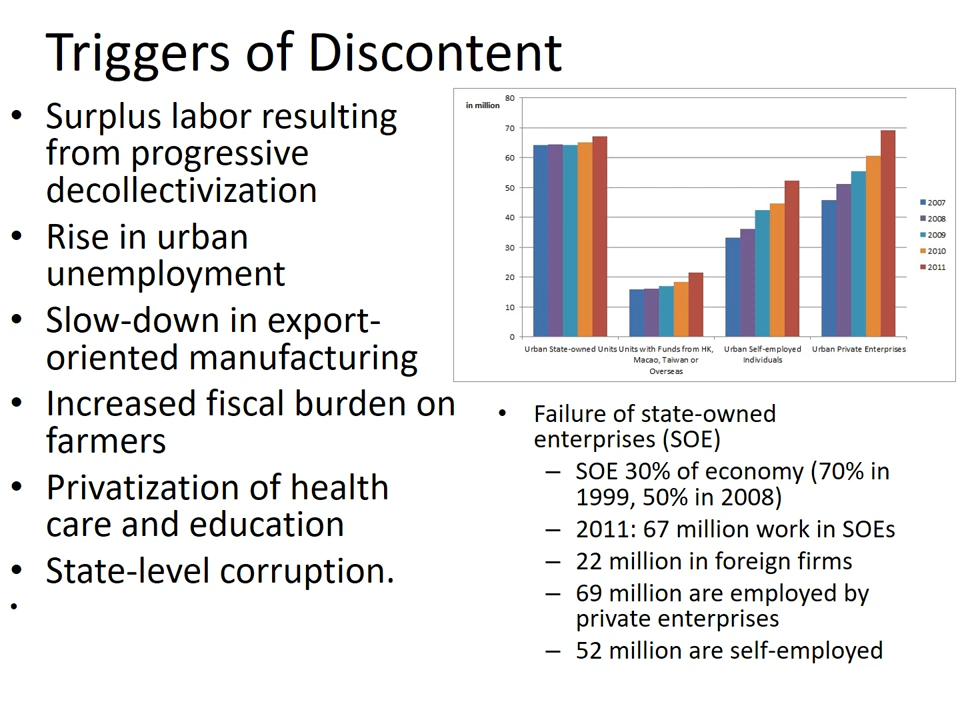 Triggers of Discontent
• Surplus labor resulting
from progressive
decollectivization
• Rise in urban
unemployment
• Slow-down in export-
oriented manufacturing
• Increased fiscal burden on
farmers
• Privatization of health
care and education
• State-level corruption.
•
in million
80
70
60
50
40
30
20
10
0
Urban State-owned Units
Units with Funds from HK,
Macao, Taiwan or
Overseas
Urban Self-employed
Individuals
Urban Private Enterprises
2007
2008
2009
2010
2011
• Failure of state-owned
enterprises (SOE)
– SOE 30% of economy (70% in
1999, 50% in 2008)
– 2011: 67 million work in SOEs
– 22 million in foreign firms
– 69 million are employed by
private enterprises
– 52 million are self-employed